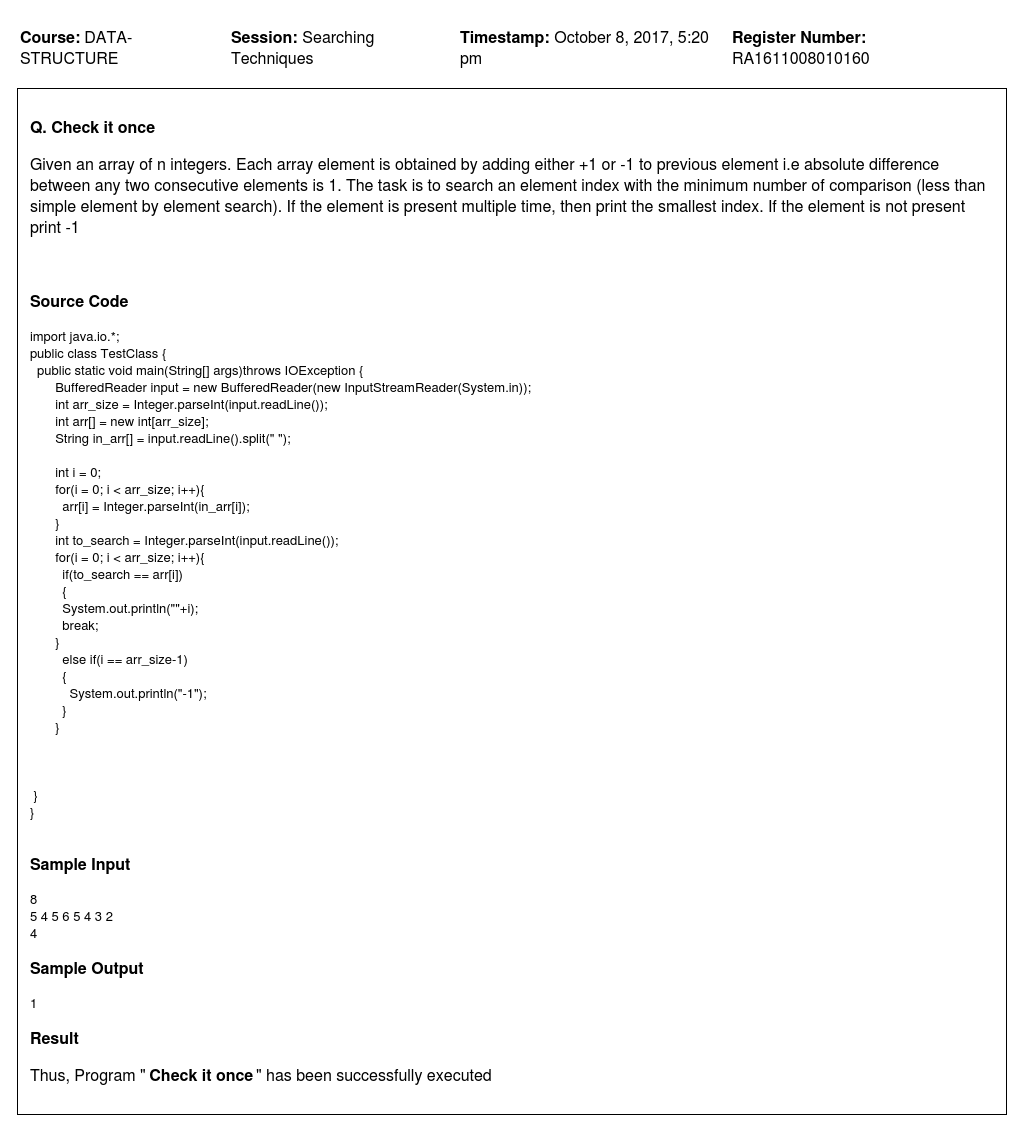 Course: DATA-STRUCTURE
Session: Searching Techniques
Timestamp: October 8, 2017, 5:20 pm
Register Number: RA1611008010160
Q. Check it once
Given an array of n integers. Each array element is obtained by adding either +1 or -1 to previous element i.e absolute difference
between any two consecutive elements is 1. The task is to search an element index with the minimum number of comparison (less than
simple element by element search). If the element is present multiple time, then print the smallest index. If the element is not present
print -1
Source Code
import java.io.*;
public class TestClass {
  public static void main(String[] args)throws IOException {
       BufferedReader input = new BufferedReader(new InputStreamReader(System.in));
       int arr_size = Integer.parseInt(input.readLine());
       int arr[] = new int[arr_size];
       String in_arr[] = input.readLine().split(" ");
       int i = 0;
       for(i = 0; i < arr_size; i++){
         arr[i] = Integer.parseInt(in_arr[i]);
       }
       int to_search = Integer.parseInt(input.readLine());
       for(i = 0; i < arr_size; i++){
         if(to_search == arr[i])
         {
         System.out.println(""+i);
         break;
       }
         else if(i == arr_size-1)
         {
           System.out.println("-1");
         }
       }
 }
}
Sample Input
8
5 4 5 6 5 4 3 2
4
Sample Output
1
Result
Thus, Program " Check it once " has been successfully executed